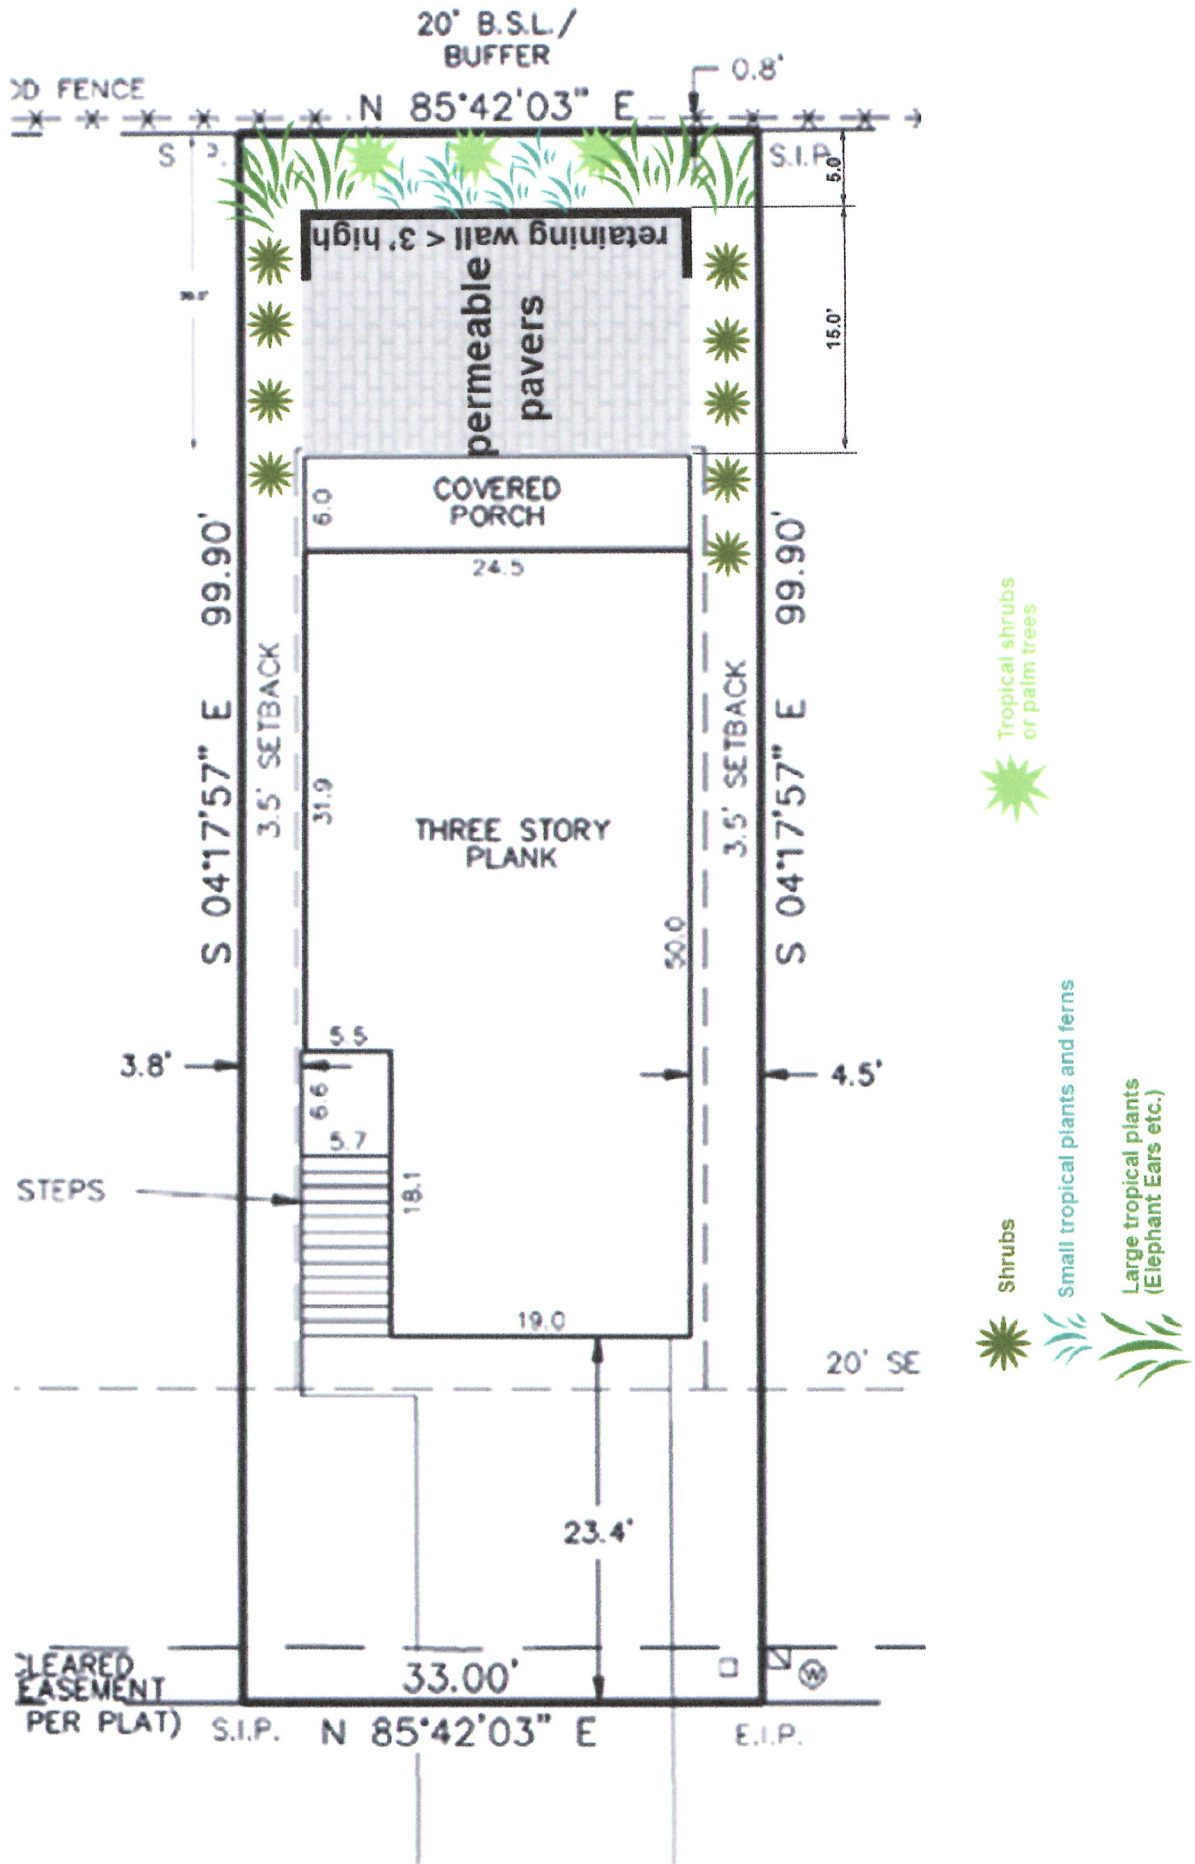 20' B.S.L./
BUFFER
0.8'
OD FENCE
N 85°42'03" E
S.I.P.
S.I.P.
5.0'
retaining wall < 3' high
permeable
pavers
15.0'
COVERED
PORCH
6.0
24.5
S 04°17'57" E 99.90'
3.5' SETBACK
31.9
THREE STORY
PLANK
50.0
3.5' SETBACK
S 04°17'57" E 99.90'
Tropical shrubs
or palm trees
5.5
3.8'
4.5'
6.6
5.7
STEPS
18.1
19.0
20' SE
Shrubs
Small tropical plants and ferns
Large tropical plants
(Elephant Ears etc.)
23.4'
CLEARED
EASEMENT
PER PLAT)
33.00'
W
S.I.P.
N 85°42'03" E
E.I.P.